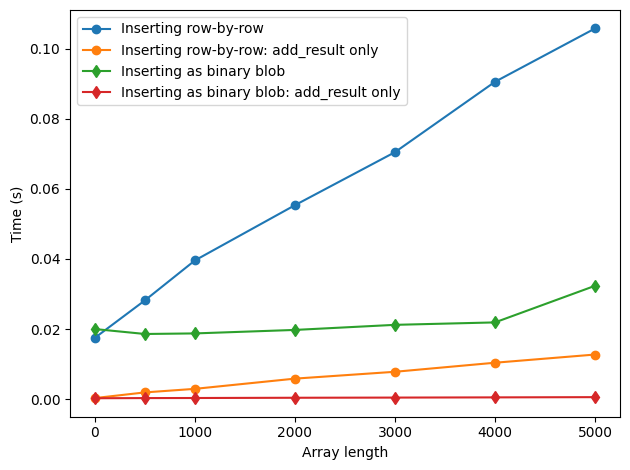 Inserting row-by-row
Inserting row-by-row: add_result only
Inserting as binary blob
Inserting as binary blob: add_result only
Time (s)
0.10
0.08
0.06
0.04
0.02
0.00
0 1000 2000 3000 4000 5000
Array length